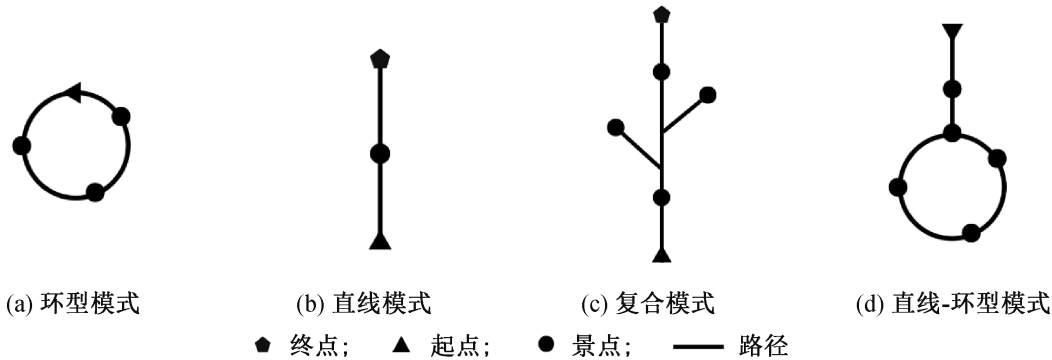 (a) 环型模式
(b) 直线模式
(c) 复合模式
(d) 直线-环型模式
终点; 起点; 景点; 路径